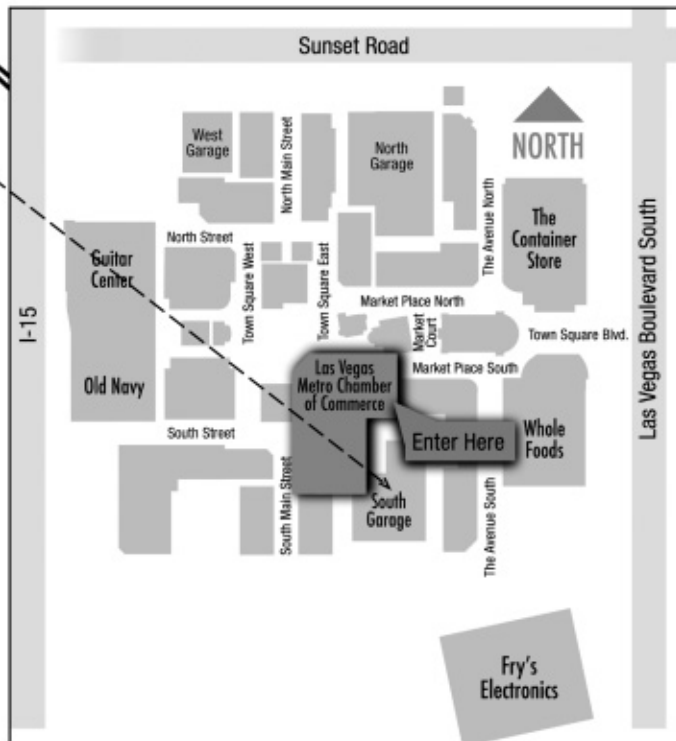 Sunset Road
West
Garage
North Main Street
North
Garage
NORTH
The Avenue North
The
Container
Store
Las Vegas Boulevard South
I-15
North Street
Guitar
Center
Town Square West
Town Square East
Market Place North
Market
Court
Town Square Blvd.
Old Navy
Las Vegas
Metro Chamber
of Commerce
Market Place South
South Street
Enter Here
Whole
Foods
South Main Street
South
Garage
The Avenue South
Fry's
Electronics